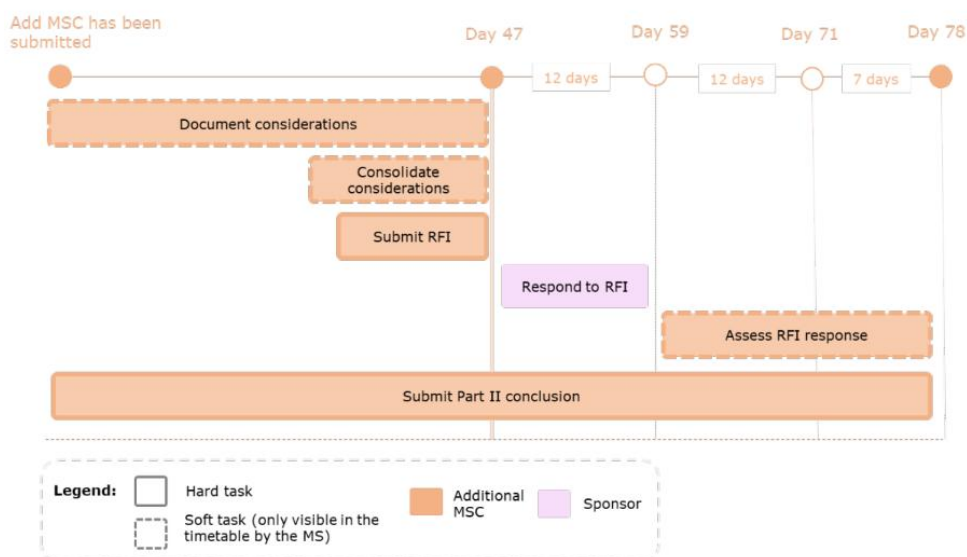 Add MSC has been
submitted
Day 47
Day 59
Day 71
Day 78
12 days
12 days
7 days
Document considerations
Consolidate
considerations
Submit RFI
Respond to RFI
Assess RFI response
Submit Part II conclusion
Legend:
Hard task
Soft task (only visible in the
timetable by the MS)
Additional
MSC
Sponsor